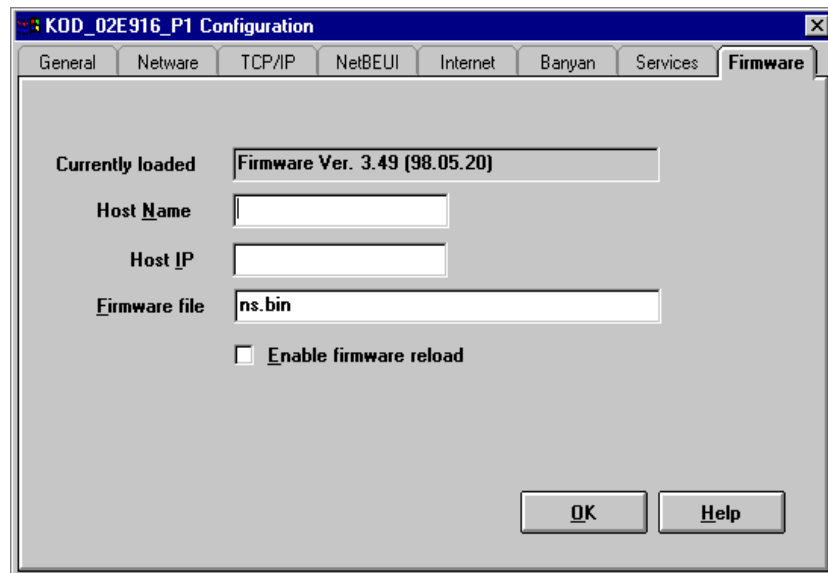 KOD_02E916_P1 Configuration
General Netware TCP/IP NetBEUI Internet Banyan Services Firmware
Currently loaded Firmware Ver. 3.49 (98.05.20)
Host Name
Host IP
Firmware file ns.bin
Enable firmware reload
OK Help